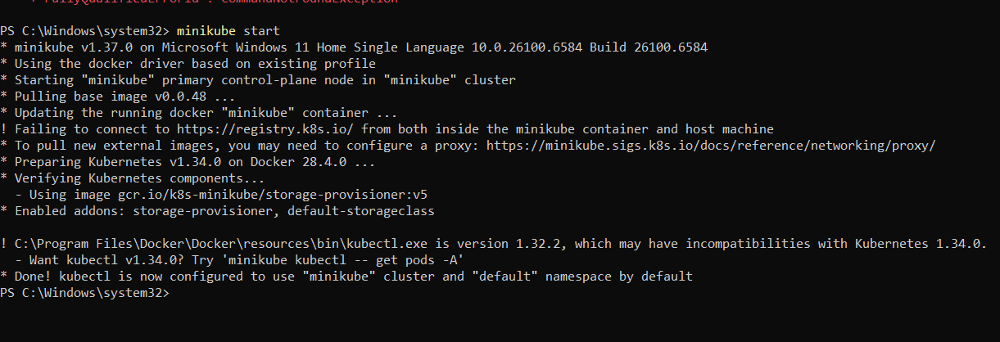 PS C:\Windows\system32> minikube start
* minikube v1.37.0 on Microsoft Windows 11 Home Single Language 10.0.26100.6584 Build 26100.6584
* Using the docker driver based on existing profile
* Starting "minikube" primary control-plane node in "minikube" cluster
* Pulling base image v0.0.48 ...
* Updating the running docker "minikube" container ...
! Failing to connect to https://registry.k8s.io/ from both inside the minikube container and host machine
* To pull new external images, you may need to configure a proxy: https://minikube.sigs.k8s.io/docs/reference/networking/proxy/
* Preparing Kubernetes v1.34.0 on Docker 28.4.0 ...
* Verifying Kubernetes components...
  - Using image gcr.io/k8s-minikube/storage-provisioner:v5
* Enabled addons: storage-provisioner, default-storageclass
! C:\Program Files\Docker\Docker\resources\bin\kubectl.exe is version 1.32.2, which may have incompatibilities with Kubernetes 1.34.0.
  - Want kubectl v1.34.0? Try 'minikube kubectl -- get pods -A'
* Done! kubectl is now configured to use "minikube" cluster and "default" namespace by default
PS C:\Windows\system32>